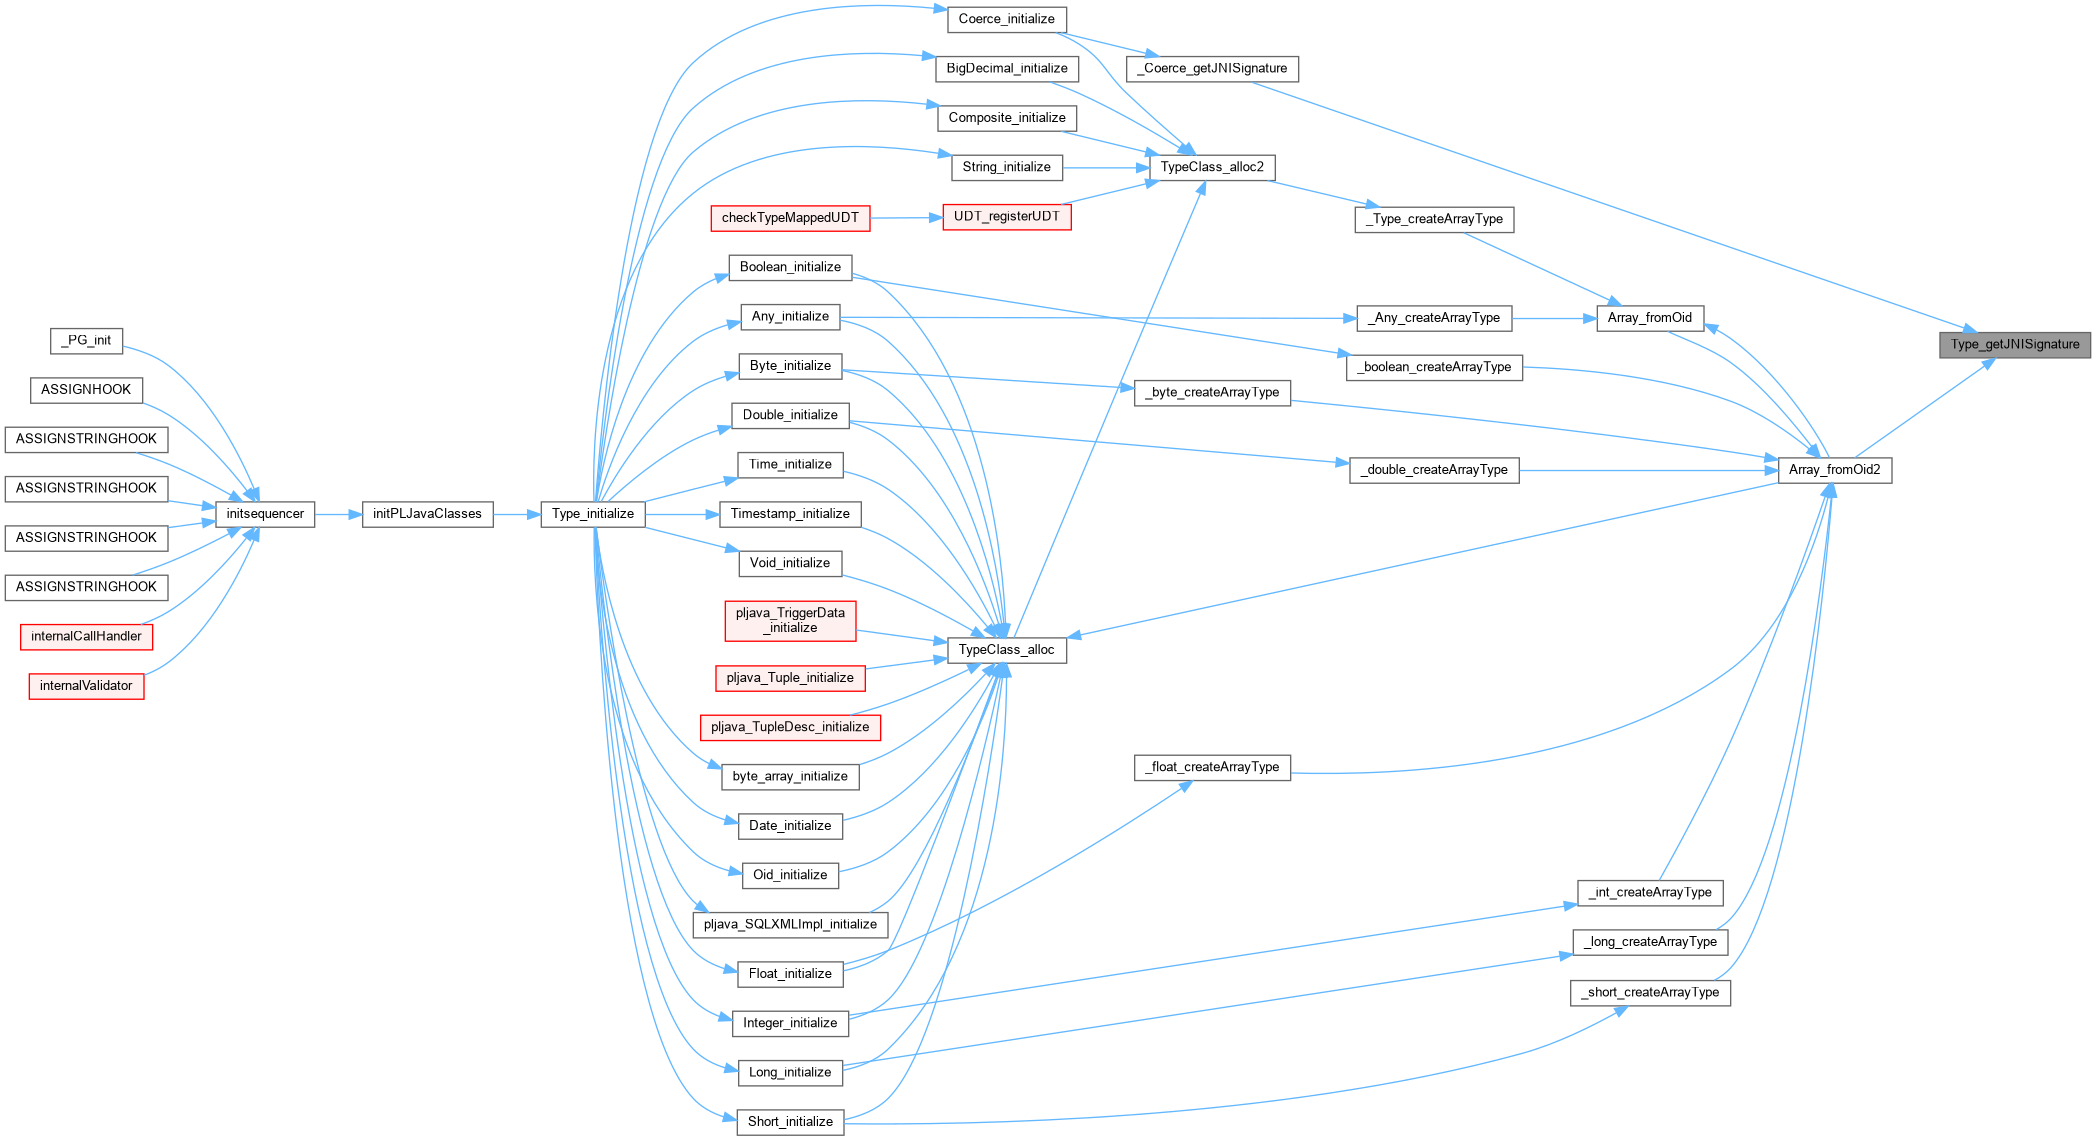 _PG_init
ASSIGNHOOK
ASSIGNSTRINGHOOK
ASSIGNSTRINGHOOK
ASSIGNSTRINGHOOK
ASSIGNSTRINGHOOK
internalCallHandler
internalValidator
initsequencer
initPLJavaClasses
Type_initialize
Coerce_initialize
BigDecimal_initialize
Composite_initialize
String_initialize
checkTypeMappedUDT
UDT_registerUDT
Boolean_initialize
Any_initialize
Byte_initialize
Double_initialize
Time_initialize
Timestamp_initialize
Void_initialize
pljava_TriggerData
_initialize
pljava_Tuple_initialize
pljava_TupleDesc_initialize
byte_array_initialize
Date_initialize
Oid_initialize
pljava_SQLXMLImpl_initialize
Float_initialize
Integer_initialize
Long_initialize
Short_initialize
TypeClass_alloc
_Coerce_getJNISignature
TypeClass_alloc2
_Type_createArrayType
_Any_createArrayType
_boolean_createArrayType
_byte_createArrayType
_double_createArrayType
_float_createArrayType
Array_fromOid
Array_fromOid2
_int_createArrayType
_long_createArrayType
_short_createArrayType
Type_getJNISignature